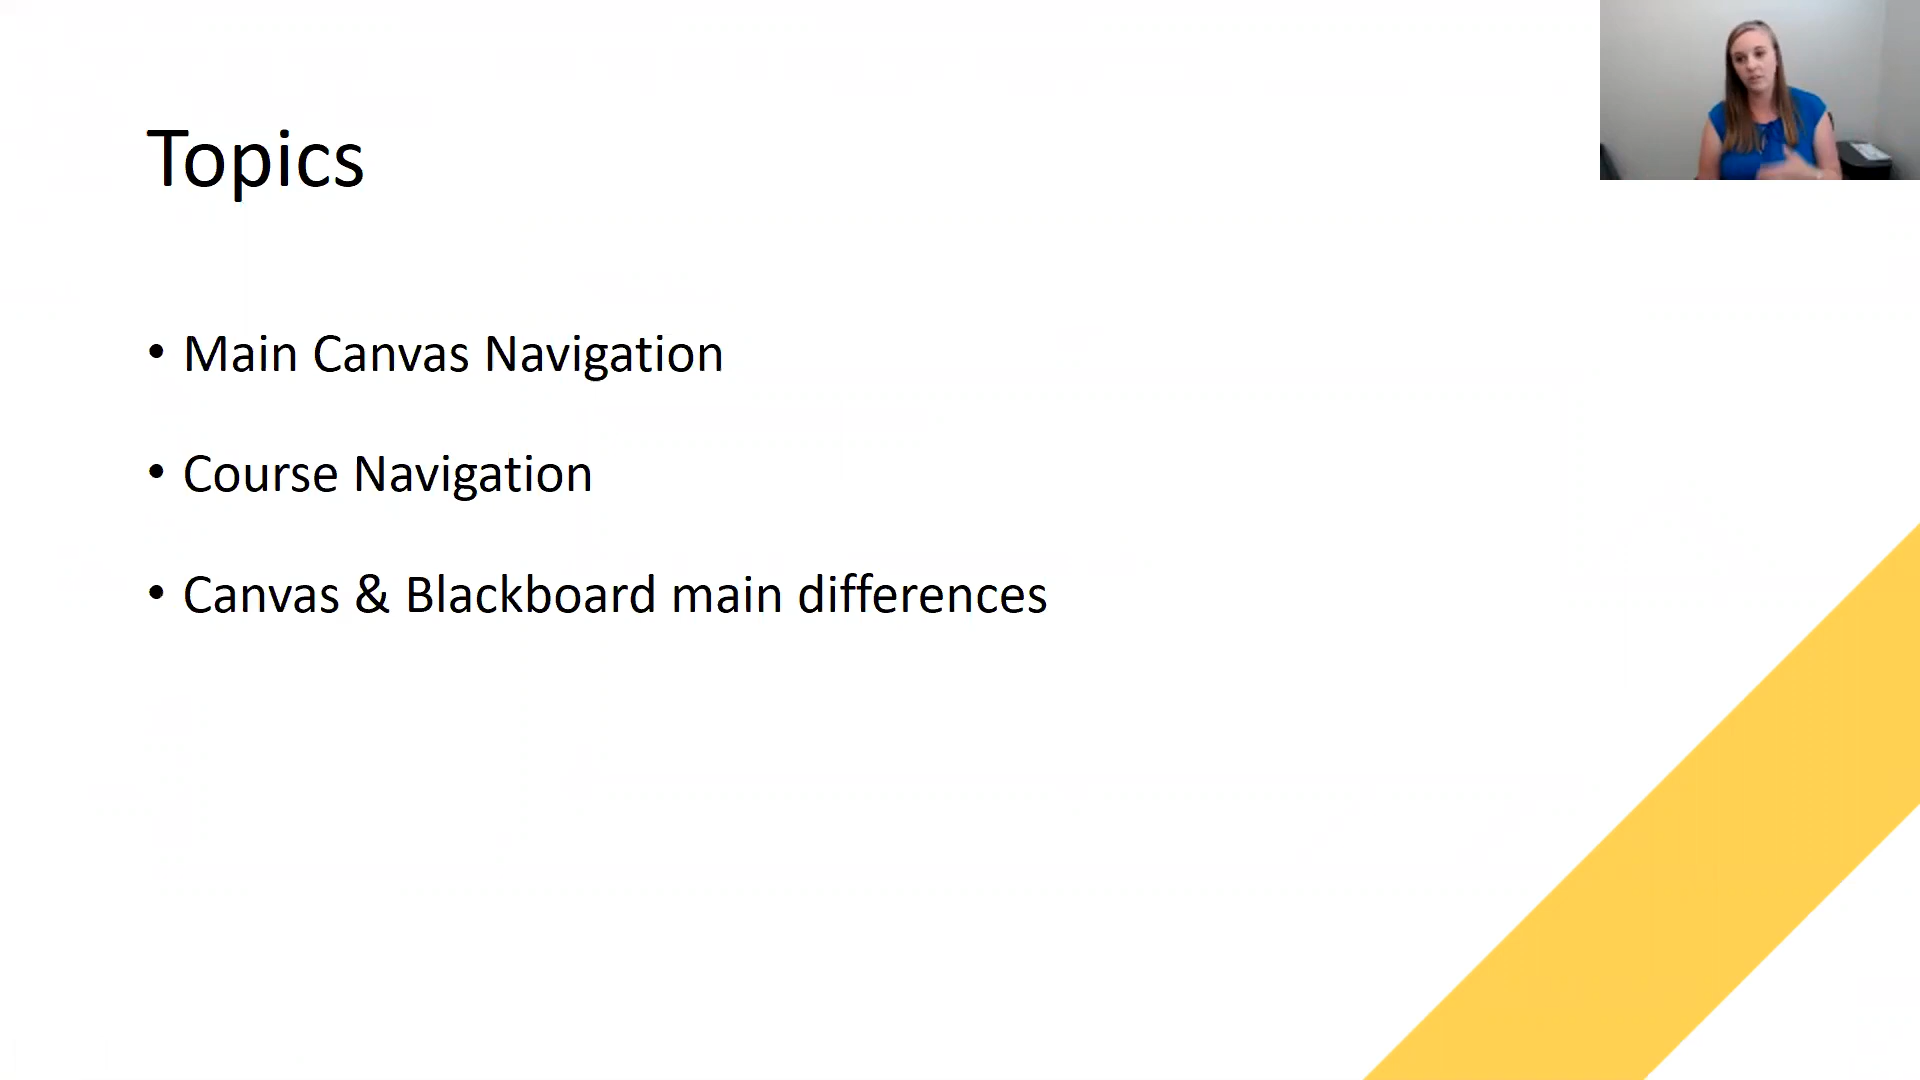 Topics
• Main Canvas Navigation
• Course Navigation
• Canvas & Blackboard main differences